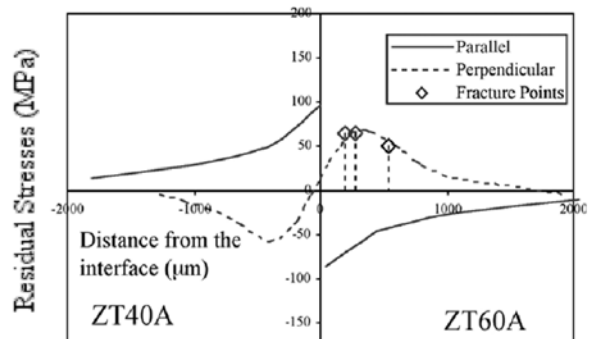 Residual Stresses (MPa)
200
150
100
50
0
-50
-100
-150
-2000
-1000
0
1000
2000
Parallel
Perpendicular
Fracture Points
Distance from the
interface (μm)
ZT40A
ZT60A